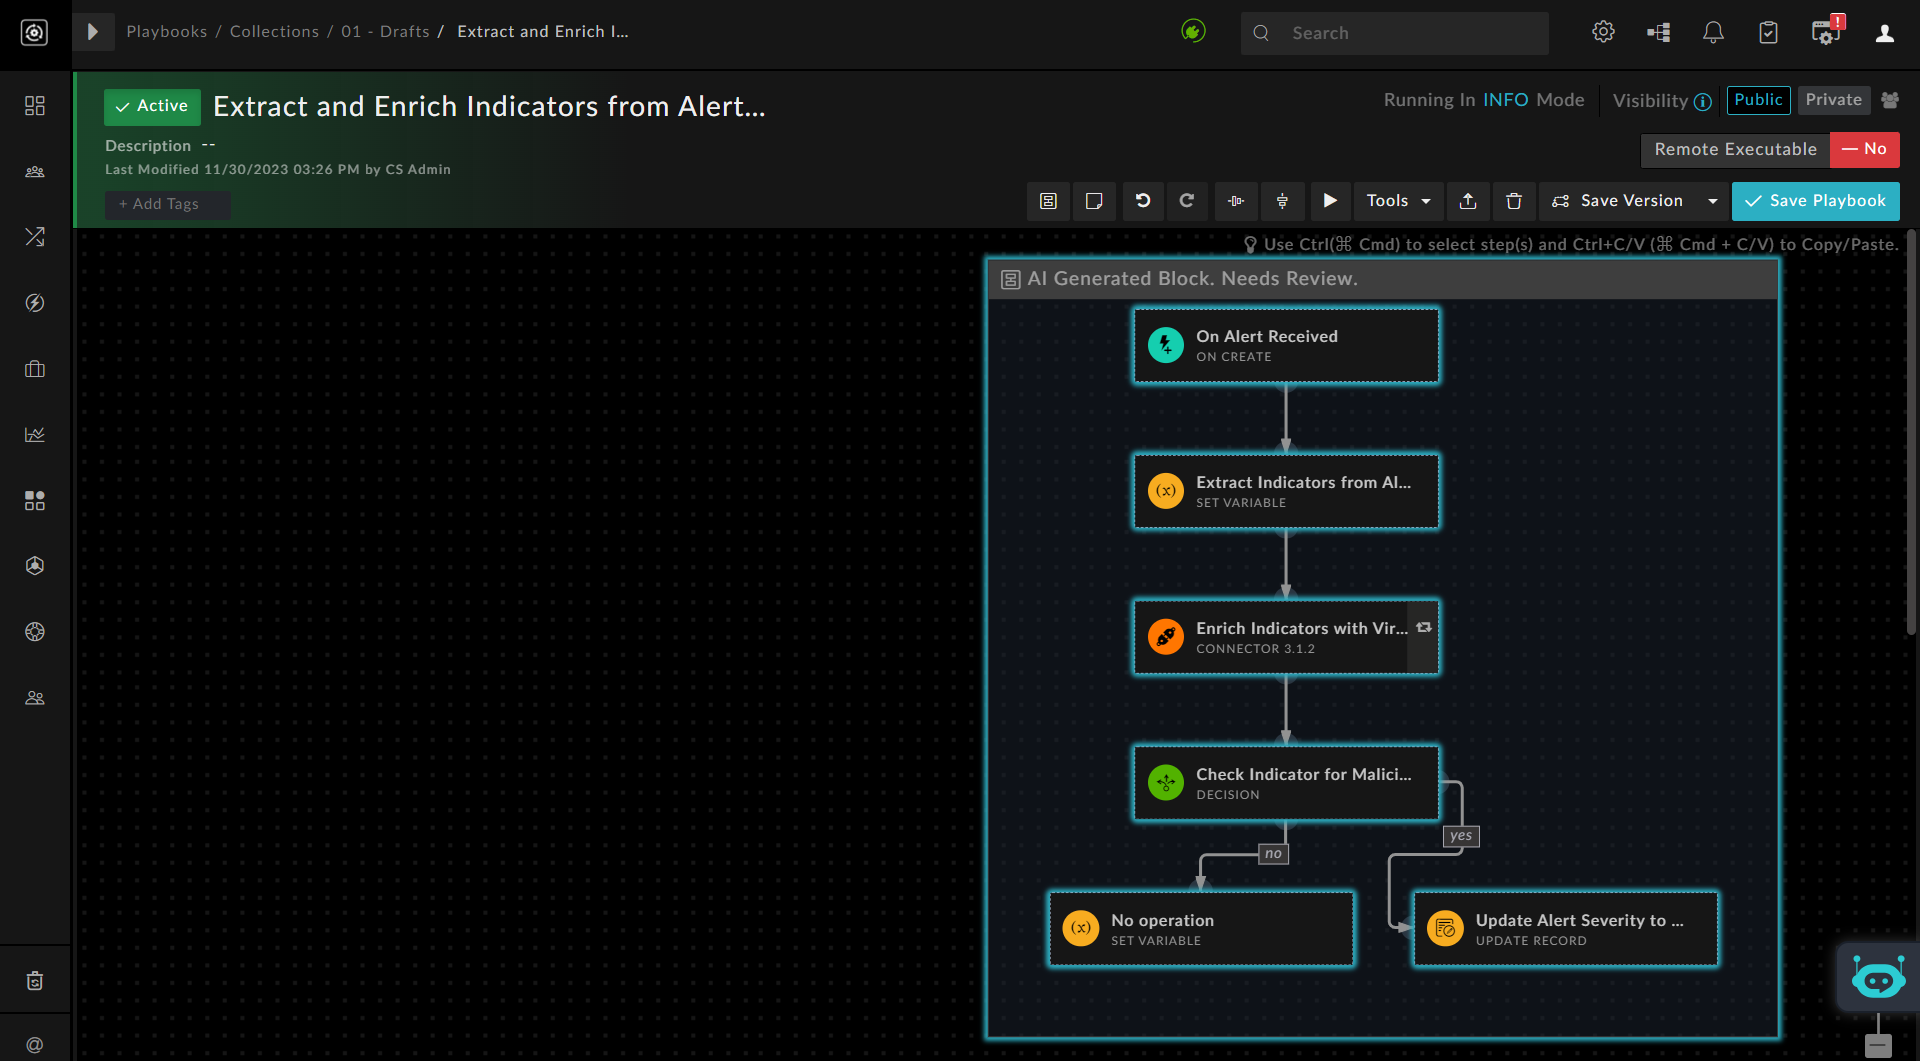 Playbooks / Collections / 01 - Drafts / Extract and Enrich I...
Search
!
Active
Extract and Enrich Indicators from Alert...
Running In INFO Mode
Visibility
Public
Private
Description --
Last Modified 11/30/2023 03:26 PM by CS Admin
Remote Executable
No
+ Add Tags
Tools
Save Version
Save Playbook
Use Ctrl(⌘ Cmd) to select step(s) and Ctrl+C/V (⌘ Cmd + C/V) to Copy/Paste.
AI Generated Block. Needs Review.
On Alert Received
ON CREATE
(x)
Extract Indicators from Al...
SET VARIABLE
Enrich Indicators with Vir...
CONNECTOR 3.1.2
Check Indicator for Malici...
DECISION
yes
no
(x)
No operation
SET VARIABLE
Update Alert Severity to ...
UPDATE RECORD
@